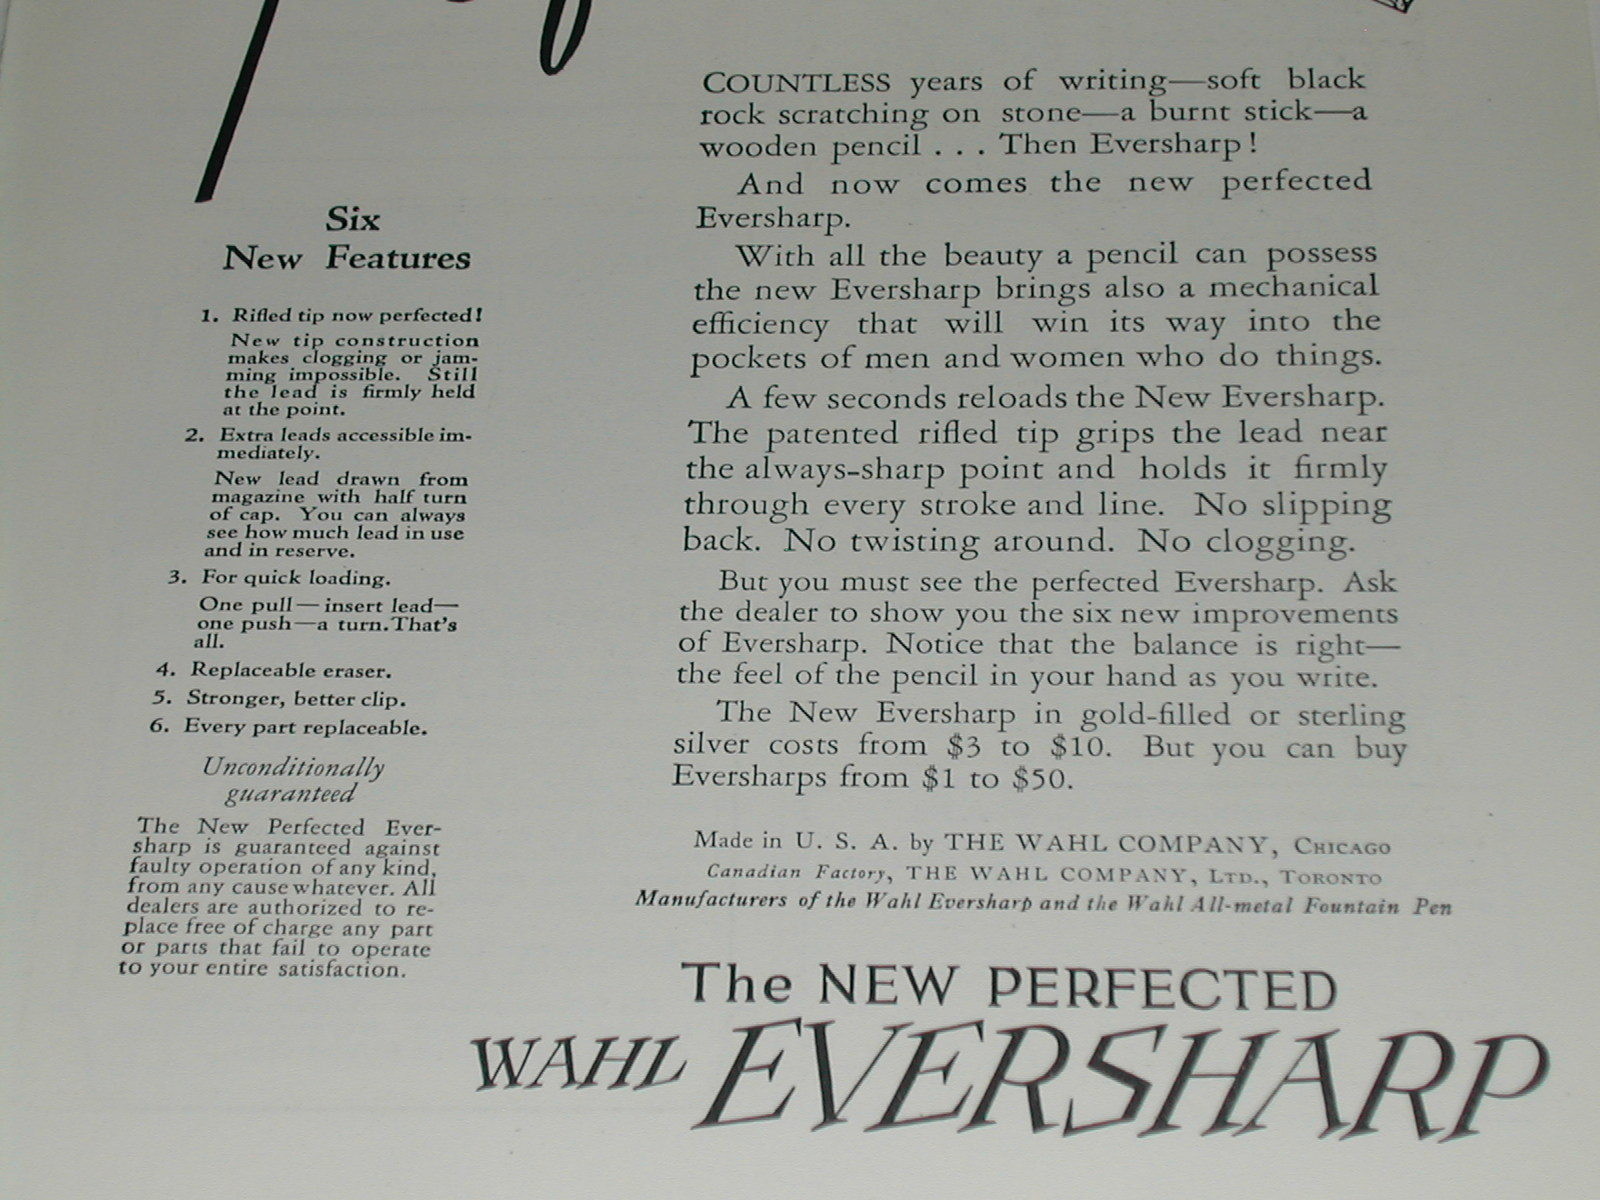 Six
New Features
1. Rifled tip now perfected!
New tip construction
makes clogging or jam-
ming impossible. Still
the lead is firmly held
at the point.
2. Extra leads accessible im-
mediately.
New lead drawn from
magazine with half turn
of cap. You can always
see how much lead in use
and in reserve.
3. For quick loading.
One pull—insert lead—
one push—a turn. That's
all.
4. Replaceable eraser.
5. Stronger, better clip.
6. Every part replaceable.
Unconditionally
guaranteed
The New Perfected Ever-
sharp is guaranteed against
faulty operation of any kind,
from any cause whatever. All
dealers are authorized to re-
place free of charge any part
or parts that fail to operate
to your entire satisfaction.
COUNTLESS years of writing—soft black
rock scratching on stone—a burnt stick—a
wooden pencil . . . Then Eversharp!
And now comes the new perfected
Eversharp.
With all the beauty a pencil can possess
the new Eversharp brings also a mechanical
efficiency that will win its way into the
pockets of men and women who do things.
A few seconds reloads the New Eversharp.
The patented rifled tip grips the lead near
the always-sharp point and holds it firmly
through every stroke and line. No slipping
back. No twisting around. No clogging.
But you must see the perfected Eversharp. Ask
the dealer to show you the six new improvements
of Eversharp. Notice that the balance is right—
the feel of the pencil in your hand as you write.
The New Eversharp in gold-filled or sterling
silver costs from $3 to $10. But you can buy
Eversharps from $1 to $50.
Made in U. S. A. by THE WAHL COMPANY, CHICAGO
Canadian Factory, THE WAHL COMPANY, LTD., TORONTO
Manufacturers of the Wahl Eversharp and the Wahl All-metal Fountain Pen
The NEW PERFECTED
WAHL EVERSHARP